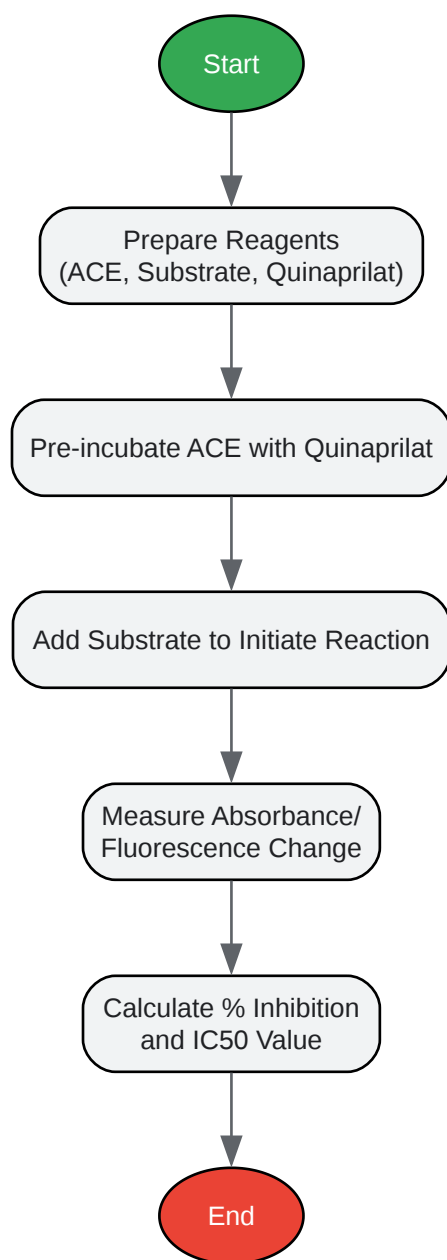 Start
Prepare Reagents
(ACE, Substrate, Quinaprilat)
Pre-incubate ACE with Quinaprilat
Add Substrate to Initiate Reaction
Measure Absorbance/
Fluorescence Change
Calculate % Inhibition
and IC50 Value
End